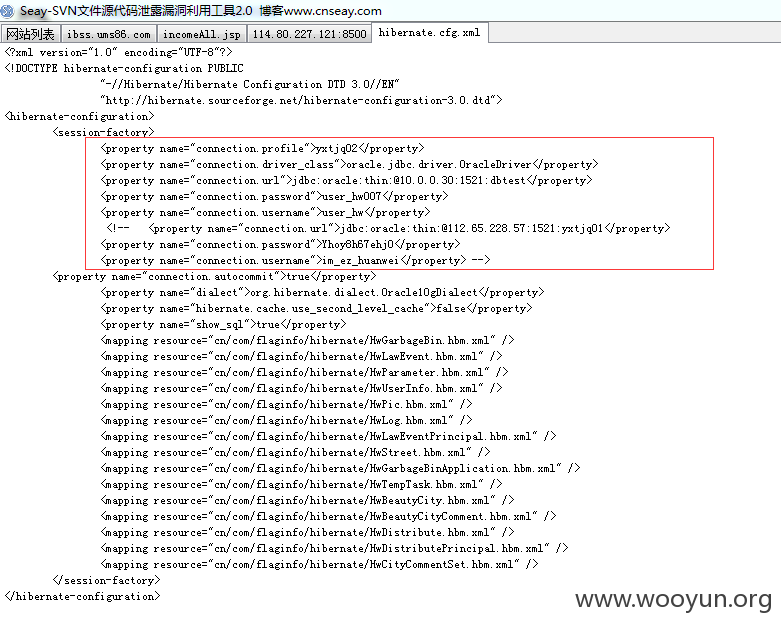 Seay-SVN文件源代码泄露漏洞利用工具2.0 博客www.cnseay.com
网站列表 ibss.ums86.com incomeAll.jsp 114.80.227.121:8500 hibernate.cfg.xml
<?xml version="1.0" encoding="UTF-8"?>
<!DOCTYPE hibernate-configuration PUBLIC
"-//Hibernate/Hibernate Configuration DTD 3.0//EN"
"http://hibernate.sourceforge.net/hibernate-configuration-3.0.dtd">
<hibernate-configuration>
<session-factory>
<property name="connection.profile">yxtjq02</property>
<property name="connection.driver_class">oracle.jdbc.driver.OracleDriver</property>
<property name="connection.url">jdbc:oracle:thin:@10.0.0.30:1521:dbtest</property>
<property name="connection.password">user_hw007</property>
<property name="connection.username">user_hw</property>
<!-- <property name="connection.url">jdbc:oracle:thin:@112.65.228.57:1521:yxtjq01</property>
<property name="connection.password">Yhoy8h67ehj0</property>
<property name="connection.username">im_ez_huanwei</property> -->
<property name="connection.autocommit">true</property>
<property name="dialect">org.hibernate.dialect.Oracle10gDialect</property>
<property name="hibernate.cache.use_second_level_cache">false</property>
<property name="show_sql">true</property>
<mapping resource="cn/com/flaginfo/hibernate/HwGarbageBin.hbm.xml" />
<mapping resource="cn/com/flaginfo/hibernate/HwLawEvent.hbm.xml" />
<mapping resource="cn/com/flaginfo/hibernate/HwParameter.hbm.xml" />
<mapping resource="cn/com/flaginfo/hibernate/HwUserInfo.hbm.xml" />
<mapping resource="cn/com/flaginfo/hibernate/HwPic.hbm.xml" />
<mapping resource="cn/com/flaginfo/hibernate/HwLog.hbm.xml" />
<mapping resource="cn/com/flaginfo/hibernate/HwLawEventPrincipal.hbm.xml" />
<mapping resource="cn/com/flaginfo/hibernate/HwStreet.hbm.xml" />
<mapping resource="cn/com/flaginfo/hibernate/HwGarbageBinApplication.hbm.xml" />
<mapping resource="cn/com/flaginfo/hibernate/HwTempTask.hbm.xml" />
<mapping resource="cn/com/flaginfo/hibernate/HwBeautyCity.hbm.xml" />
<mapping resource="cn/com/flaginfo/hibernate/HwBeautyCityComment.hbm.xml" />
<mapping resource="cn/com/flaginfo/hibernate/HwDistribute.hbm.xml" />
<mapping resource="cn/com/flaginfo/hibernate/HwDistributePrincipal.hbm.xml" />
<mapping resource="cn/com/flaginfo/hibernate/HwCityCommentSet.hbm.xml" />
</session-factory>
</hibernate-configuration>
www.wooyun.org